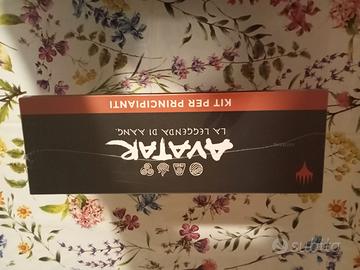 AVATAR
LA LEGGENDA DI AANG
KIT PER PRINCIPIANTI
subito